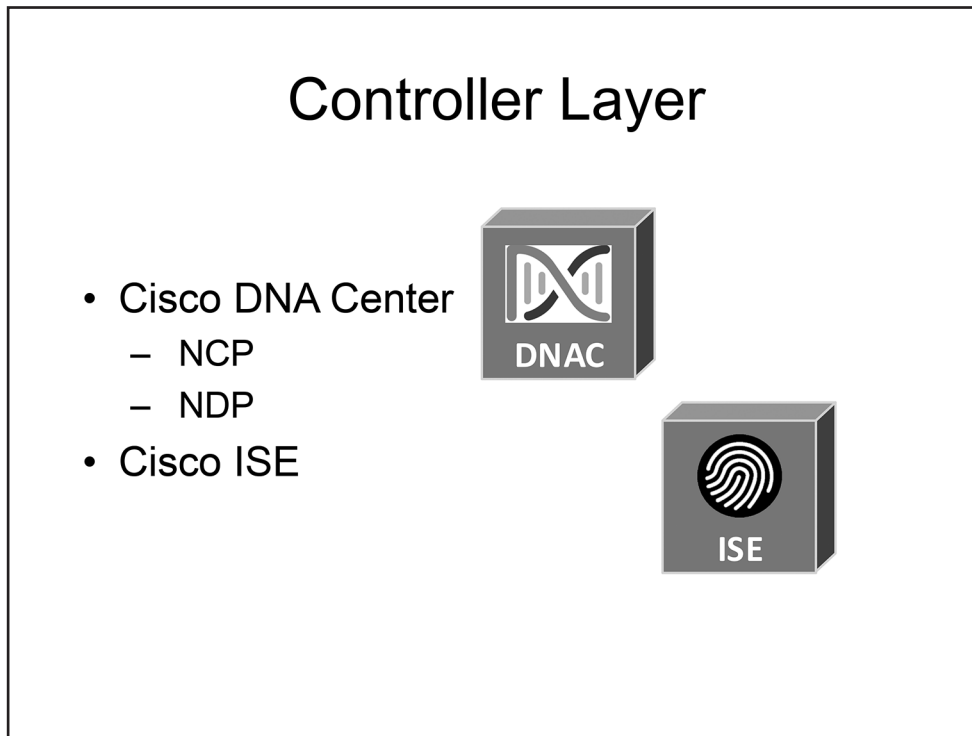 Controller Layer
• Cisco DNA Center
– NCP
– NDP
• Cisco ISE
DNAC
ISE